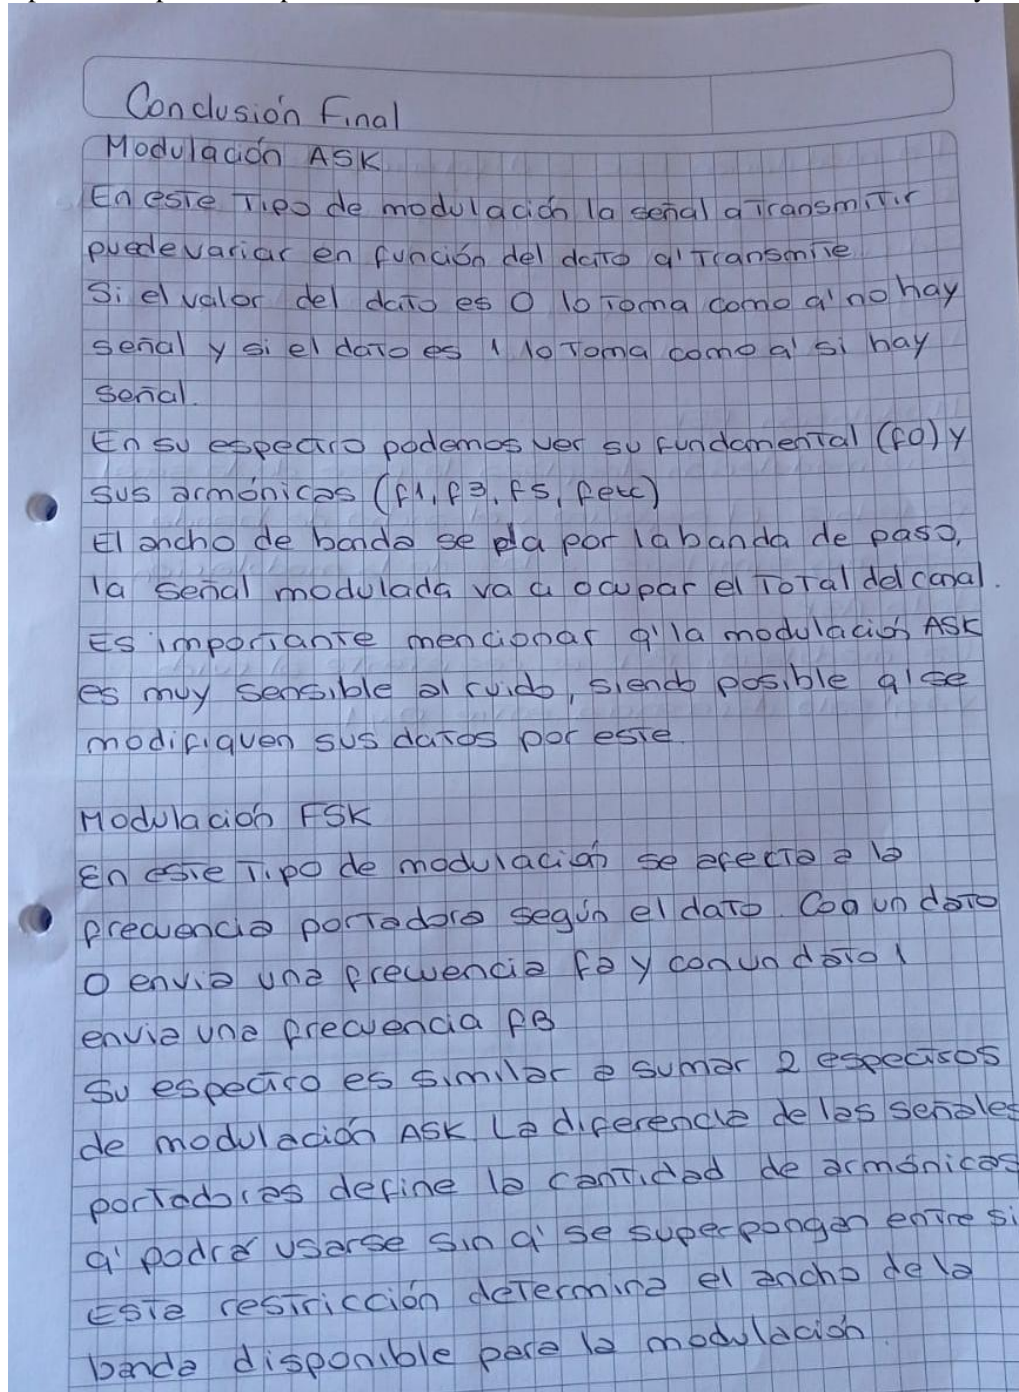 Conclusión Final
Modulación ASK
En este Tipo de modulación la señal a Transmitir
puede variar en función del dato q' Transmite
Si el valor del dato es 0 lo toma como q' no hay
señal y si el dato es 1 lo Toma como q' si hay
señal.
En su espectro podemos ver su fundamental (f0) y
sus armónicas (f1, f3, f5, fetc)
El ancho de banda se da por la banda de paso,
la señal modulada va a ocupar el Total del canal.
Es importante mencionar q' la modulación ASK
es muy sensible al ruido, siendo posible q' se
modifiquen sus datos por este
Modulación FSK
En este Tipo de modulación se efecta a la
frecuencia portadora según el dato. Con un dato
0 envia una frecuencia fa y con un dato 1
envia una frecuencia fB
Su espectro es similar a sumar 2 espectros
de modulación ASK La diferencia de las señales
portadoras define la cantidad de armónicas
q' podrá usarse sin q' se superpongan entre si
Esta restricción determina el ancho de la
banda disponible para la modulación.